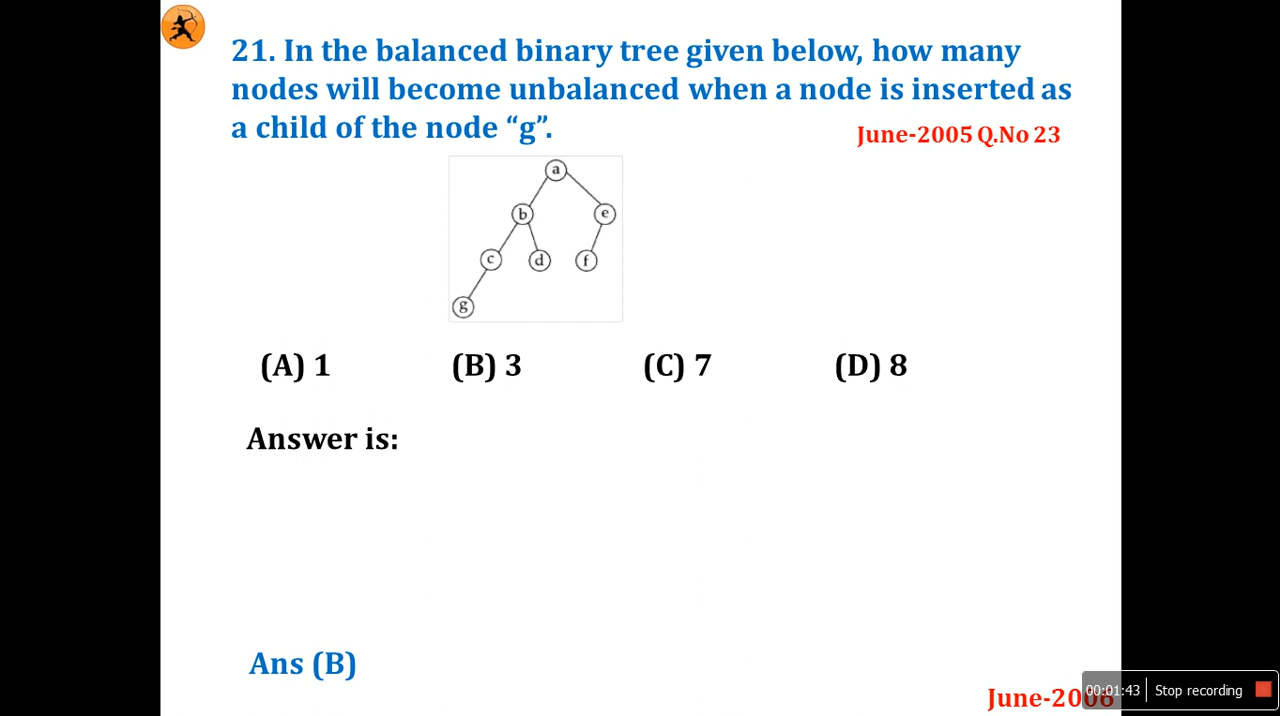 21. In the balanced binary tree given below, how many
nodes will become unbalanced when a node is inserted as
a child of the node “g”.
June-2005 Q.No 23
a
b
e
c
d
f
g
(A) 1 (B) 3 (C) 7 (D) 8
Answer is:
Ans (B)
00:01:43 Stop recording
June-2006